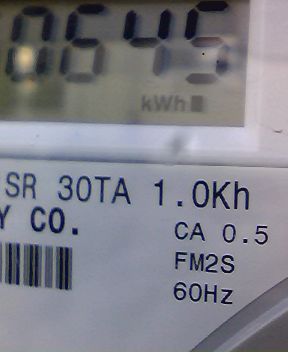 0645
kWh
SR 30TA 1.0Kh
Y CO.
CA 0.5
FM2S
60Hz